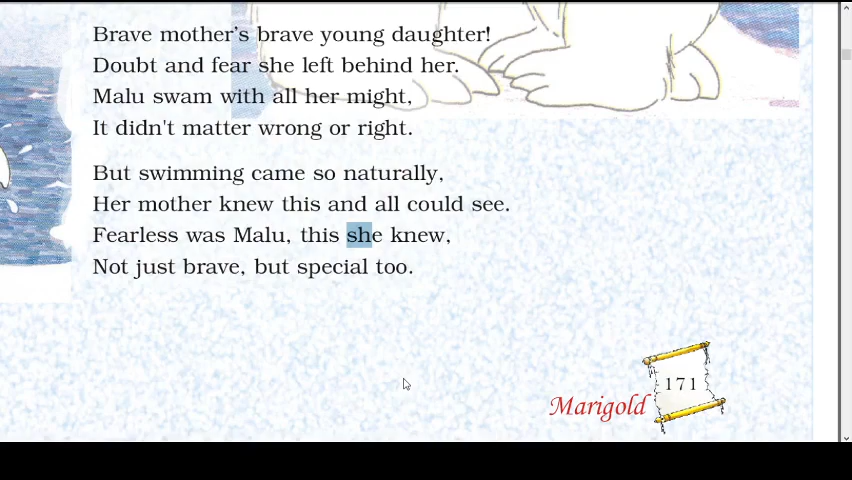 Brave mother's brave young daughter!
Doubt and fear she left behind her.
Malu swam with all her might,
It didn't matter wrong or right.
But swimming came so naturally,
Her mother knew this and all could see.
Fearless was Malu, this she knew,
Not just brave, but special too.
171
Marigold